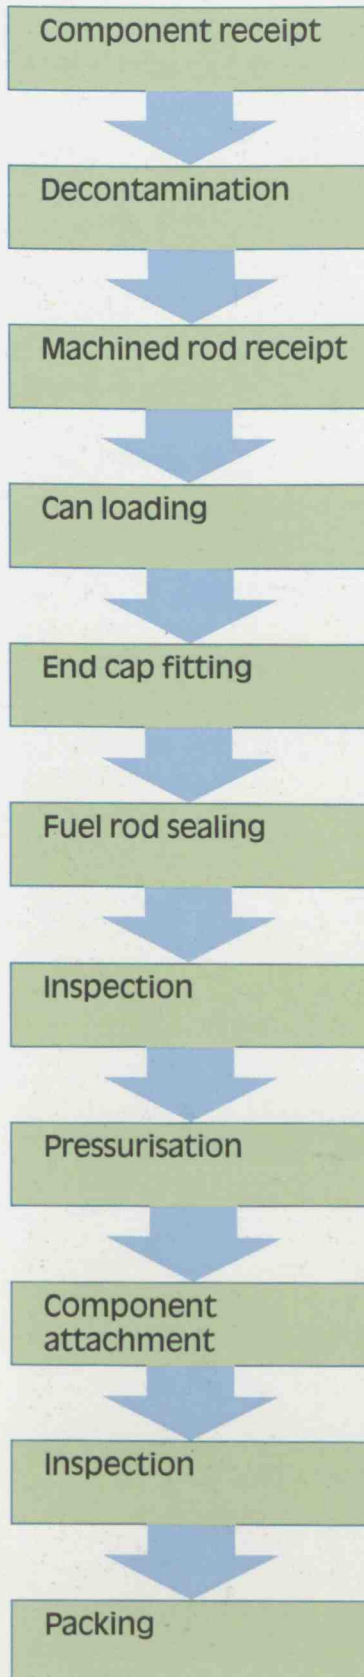 Component receipt
Decontamination
Machined rod receipt
Can loading
End cap fitting
Fuel rod sealing
Inspection
Pressurisation
Component
attachment
Inspection
Packing